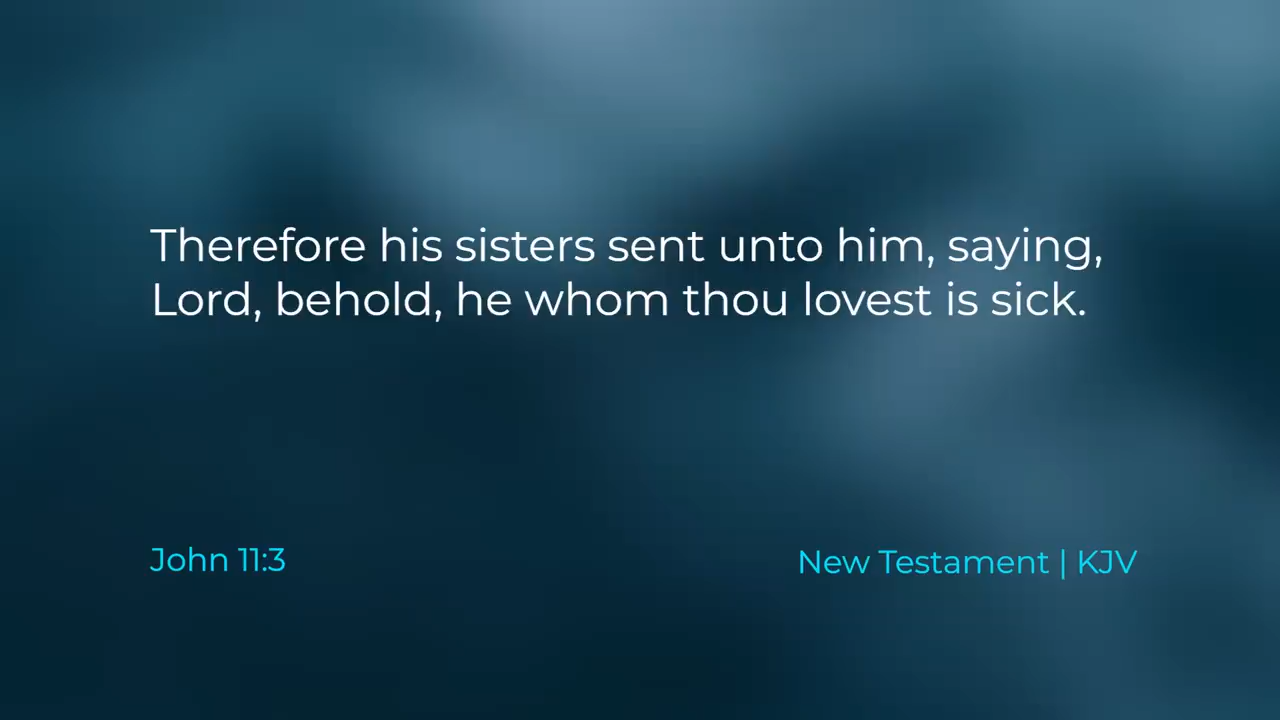 Therefore his sisters sent unto him, saying,
Lord, behold, he whom thou lovest is sick.
John 11:3
New Testament | KJV